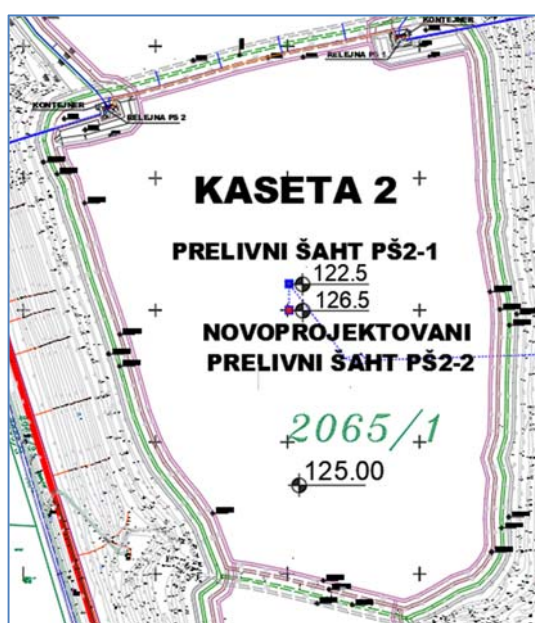 KONTEJNER
RELEJNA PS 1
KONTEJNER
RELEJNA PS 2
KASETA 2
PRELIVNI ŠAHT PŠ2-1
122.5
126.5
NOVOPROJEKTOVANI
PRELIVNI ŠAHT PŠ2-2
2065/1
125.00